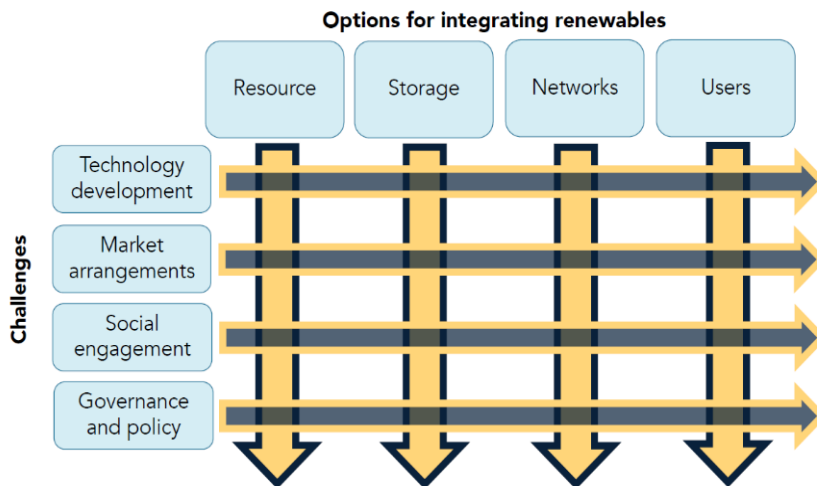 Options for integrating renewables
Resource
Storage
Networks
Users
Challenges
Technology
development
Market
arrangements
Social
engagement
Governance
and policy